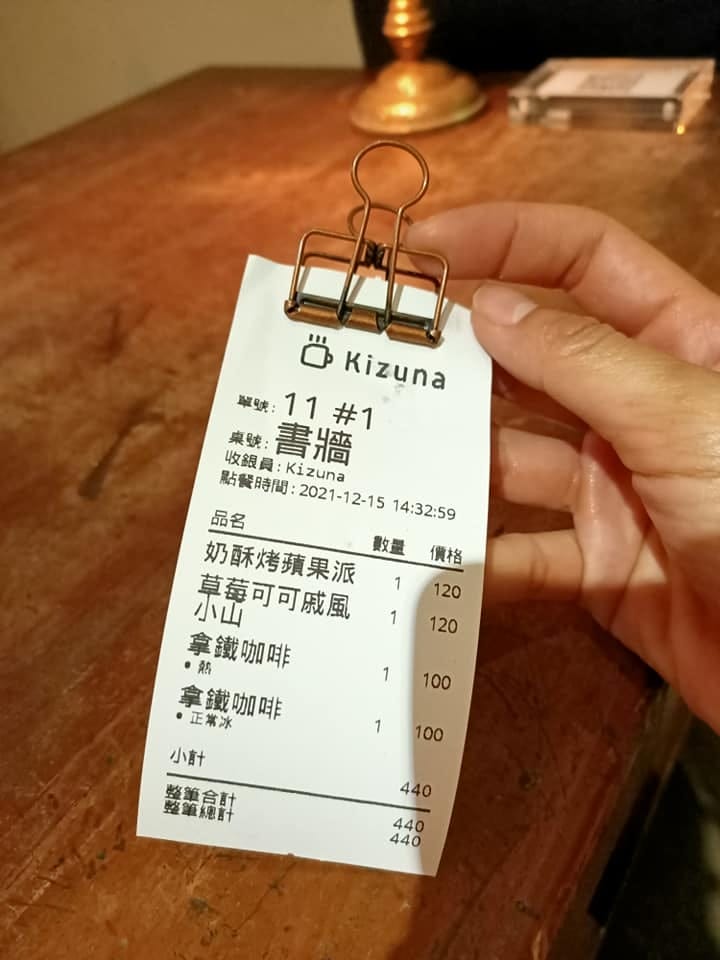 Kizuna
單號: 11 #1
桌號: 書牆
收銀員: Kizuna
點餐時間: 2021-12-15 14:32:59
品名 數量 價格
奶酥烤蘋果派 1 120
草莓可可戚風 1 120
小山
拿鐵咖啡 1 100
• 熱
拿鐵咖啡 1 100
• 正常冰
小計 440
整筆合計 440
整筆總計 440